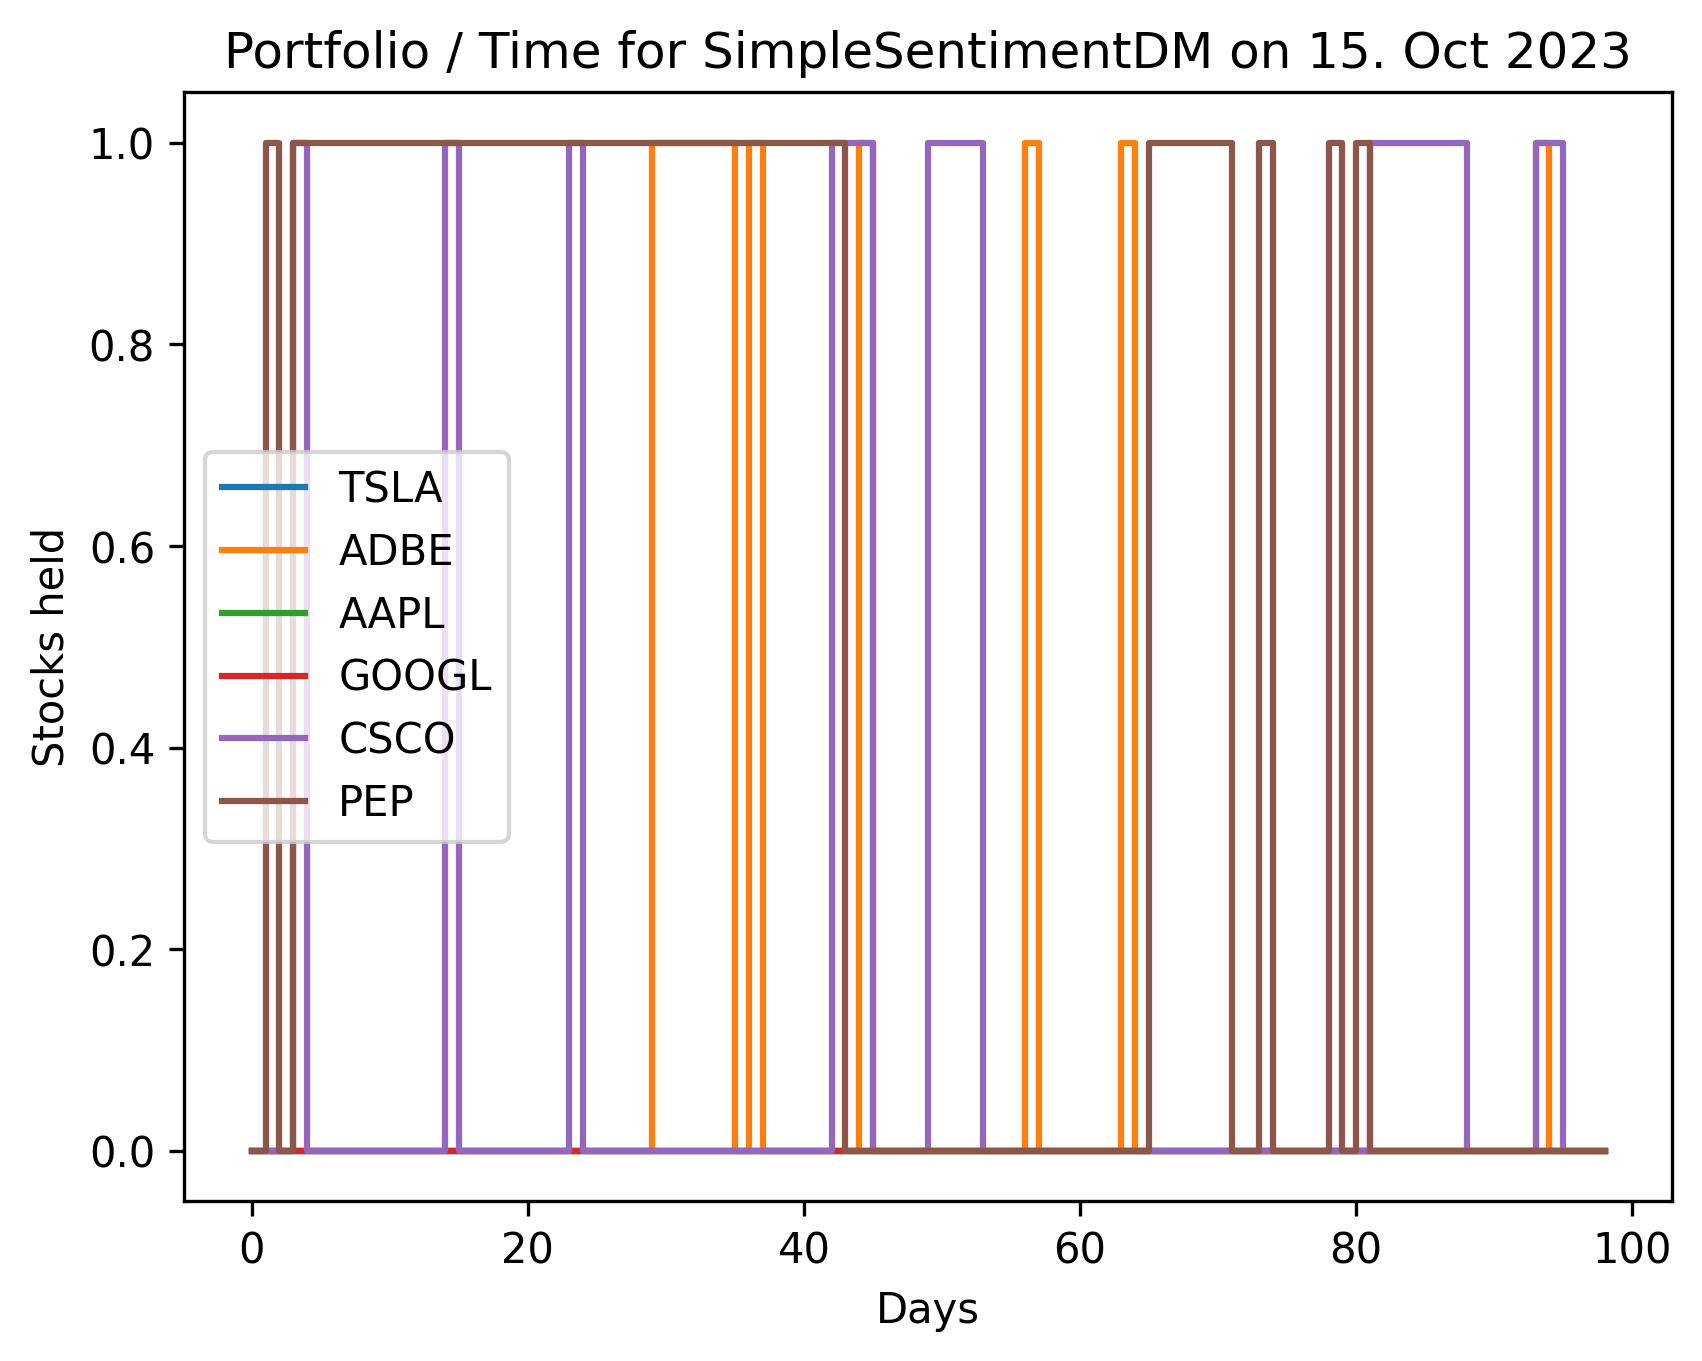 Portfolio / Time for SimpleSentimentDM on 15. Oct 2023
1.0
0.8
0.6
0.4
0.2
0.0
Stocks held
TSLA
ADBE
AAPL
GOOGL
CSCO
PEP
0 20 40 60 80 100
Days